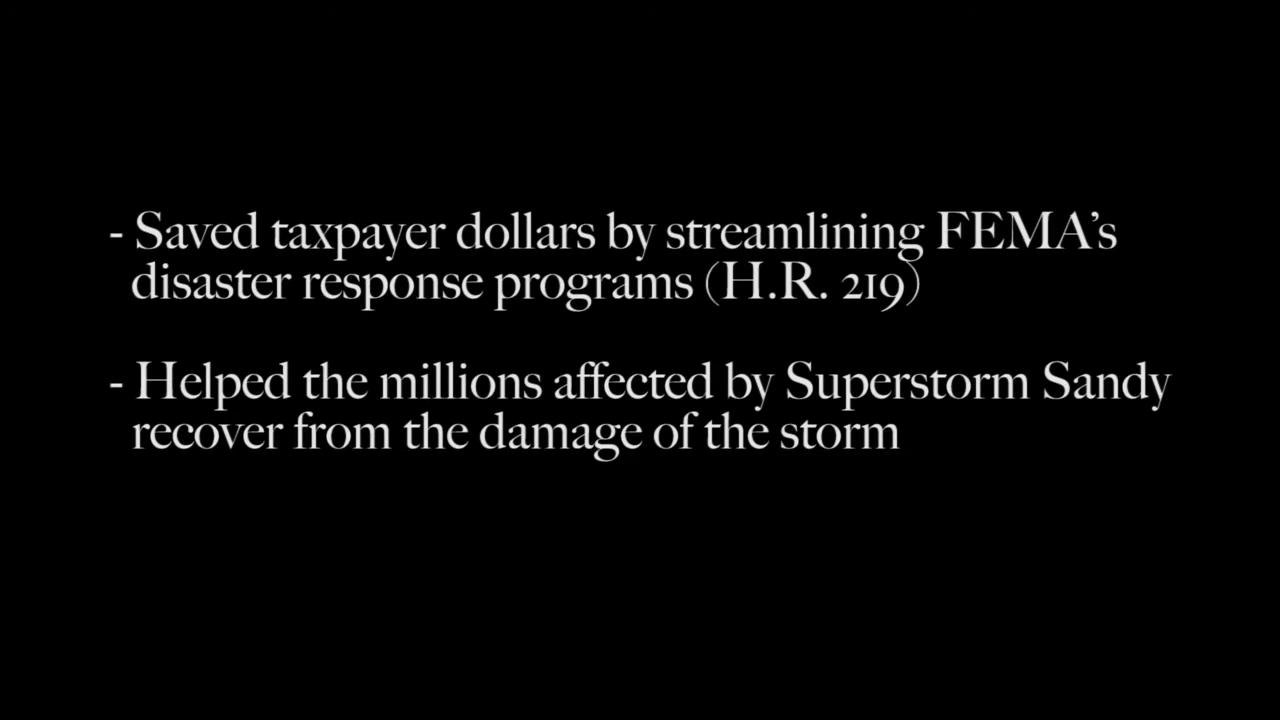 - Saved taxpayer dollars by streamlining FEMA’s
disaster response programs (H.R. 219)
- Helped the millions affected by Superstorm Sandy
recover from the damage of the storm